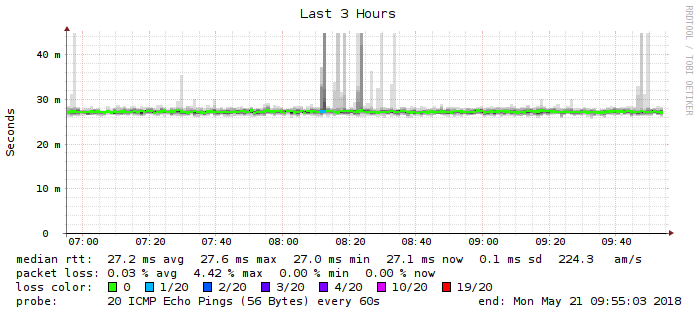 Last 3 Hours
RRDTOOL / TOBI OETIKER
Seconds
40 m
30 m
20 m
10 m
0
07:00 07:20 07:40 08:00 08:20 08:40 09:00 09:20 09:40
median rtt: 27.2 ms avg 27.6 ms max 27.0 ms min 27.1 ms now 0.1 ms sd 224.3 am/s
packet loss: 0.03 % avg 4.42 % max 0.00 % min 0.00 % now
loss color: 0 1/20 2/20 3/20 4/20 10/20 19/20
probe: 20 ICMP Echo Pings (56 Bytes) every 60s end: Mon May 21 09:55:03 2018